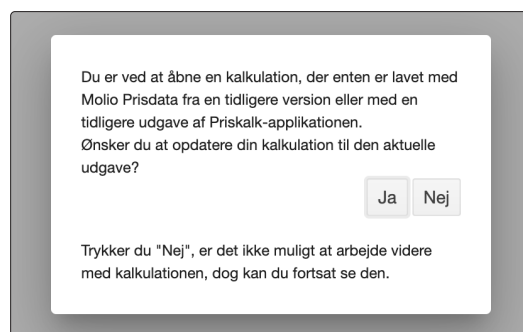 Du er ved at åbne en kalkulation, der enten er lavet med
Molio Prisdata fra en tidligere version eller med en
tidligere udgave af Priskalk-applikationen.
Ønsker du at opdatere din kalkulation til den aktuelle
udgave?
Ja Nej
Trykker du "Nej", er det ikke muligt at arbejde videre
med kalkulationen, dog kan du fortsat se den.